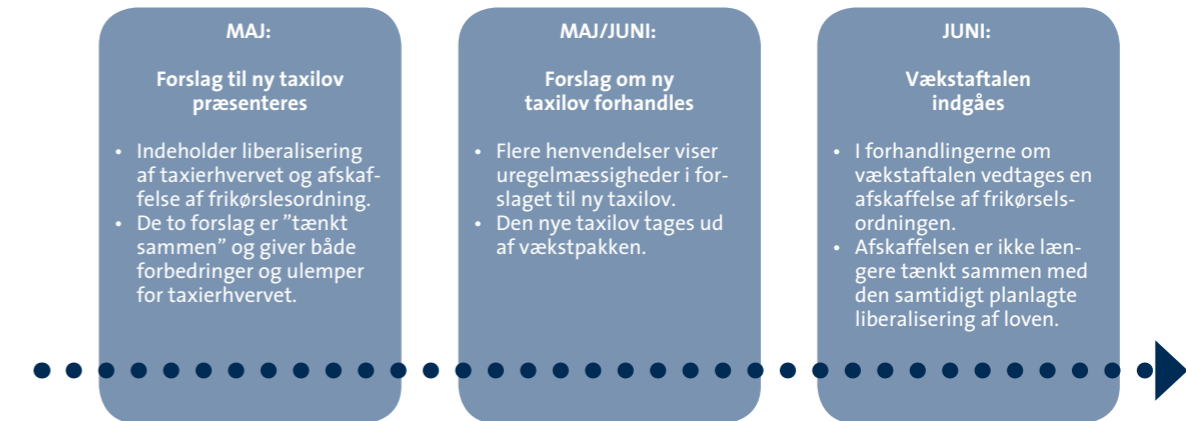 MAJ:
Forslag til ny taxilov
præsenteres
• Indeholder liberalisering
af taxierhvervet og afskaf-
felse af frikørslesordning.
• De to forslag er ”tænkt
sammen” og giver både
forbedringer og ulemper
for taxierhvervet.
MAJ/JUNI:
Forslag om ny
taxilov forhandles
• Flere henvendelser viser
uregelmæssigheder i for-
slaget til ny taxilov.
• Den nye taxilov tages ud
af vækstpakken.
JUNI:
Vækstaftalen
indgåes
• I forhandlingerne om
vækstaftalen vedtages en
afskaffelse af frikørsels-
ordningen.
• Afskaffelsen er ikke læn-
gere tænkt sammen med
den samtidigt planlagte
liberalisering af loven.